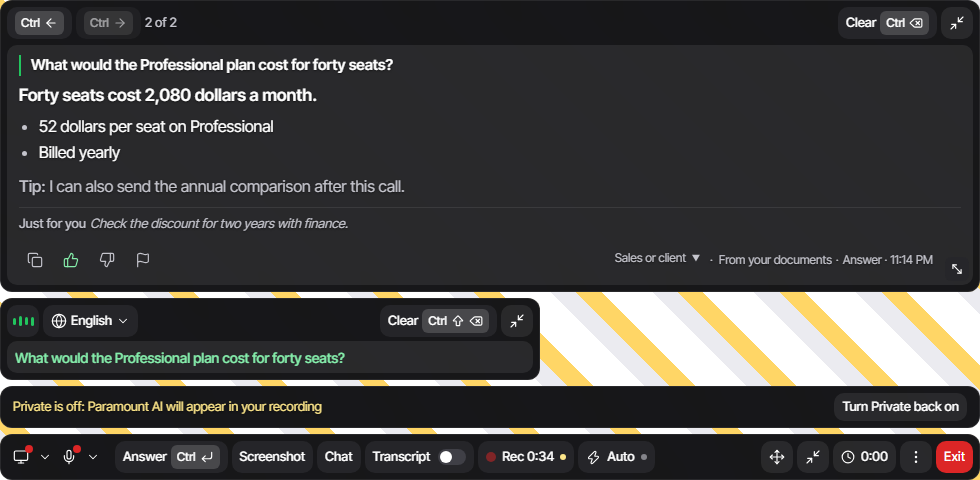 Ctrl ← Ctrl → 2 of 2 Clear Ctrl
What would the Professional plan cost for forty seats?
Forty seats cost 2,080 dollars a month.
• 52 dollars per seat on Professional
• Billed yearly
Tip: I can also send the annual comparison after this call.
Just for you Check the discount for two years with finance.
Sales or client ▼ · From your documents · Answer · 11:14 PM
English Clear Ctrl
What would the Professional plan cost for forty seats?
Private is off: Paramount AI will appear in your recording Turn Private back on
Answer Ctrl Screenshot Chat Transcript Rec 0:34 Auto 0:00 Exit